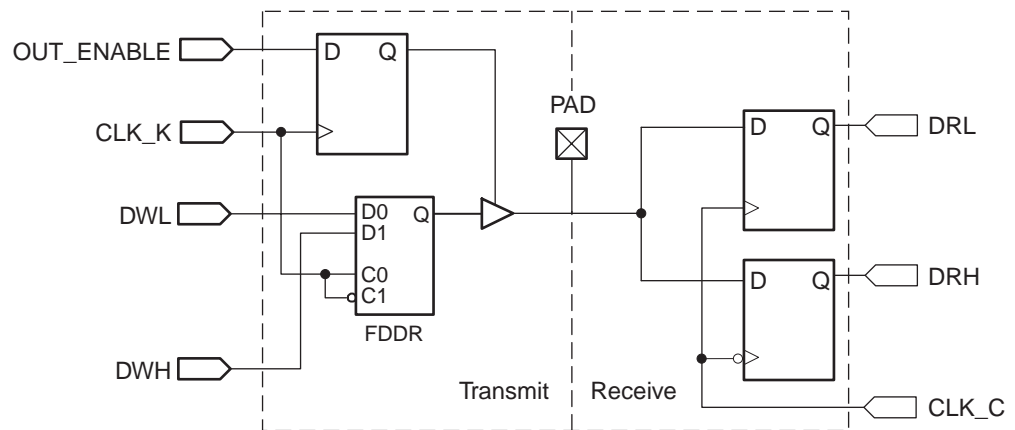 OUT_ENABLE
D Q
CLK_K
PAD
D Q
DRL
DWL
D0 Q
D1
C0
C1
FDDR
D Q
DRH
DWH
Transmit
Receive
CLK_C